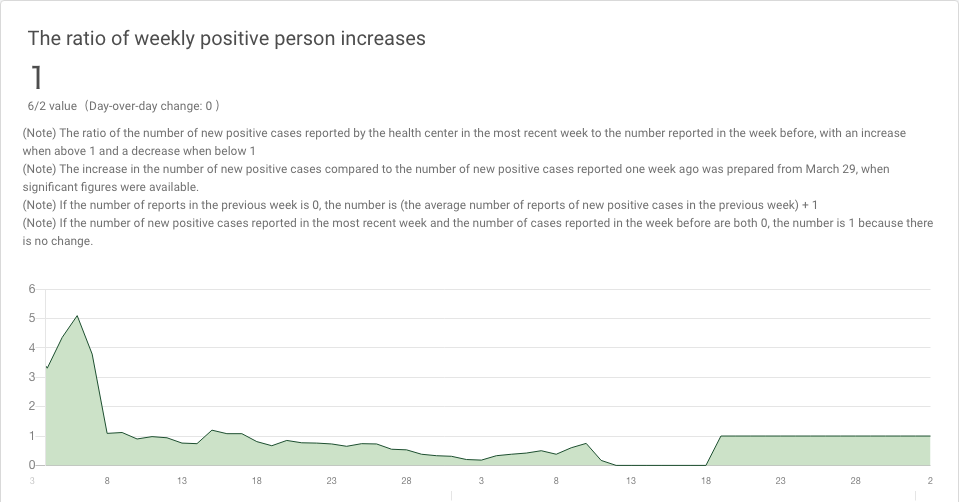 The ratio of weekly positive person increases
1
6/2 value (Day-over-day change: 0 )
(Note) The ratio of the number of new positive cases reported by the health center in the most recent week to the number reported in the week before, with an increase
when above 1 and a decrease when below 1
(Note) The increase in the number of new positive cases compared to the number of new positive cases reported one week ago was prepared from March 29, when
significant figures were available.
(Note) If the number of reports in the previous week is 0, the number is (the average number of reports of new positive cases in the previous week) + 1
(Note) If the number of new positive cases reported in the most recent week and the number of cases reported in the week before are both 0, the number is 1 because there
is no change.
6
5
4
3
2
1
0
3 8 13 18 23 28 3 8 13 18 23 28 2